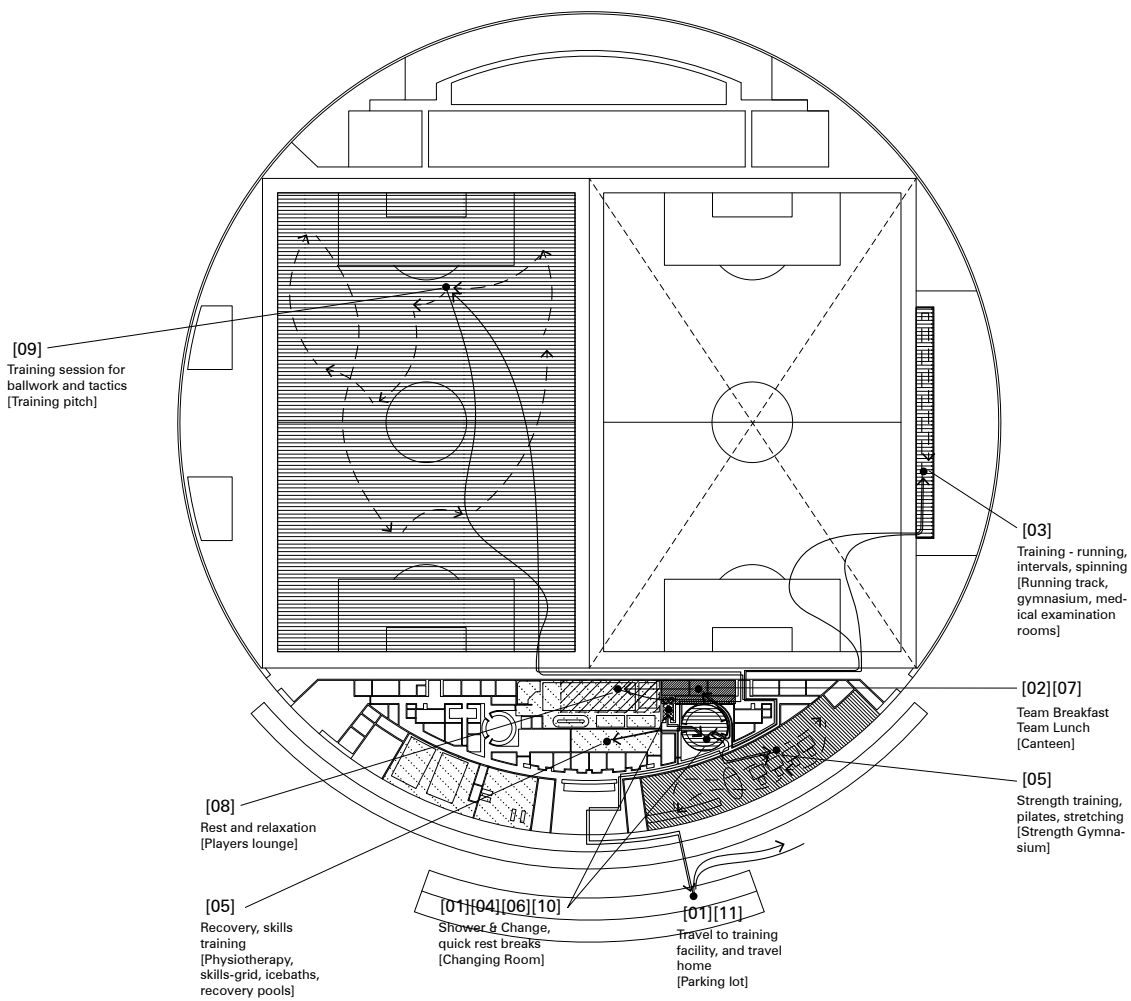 [09]
Training session for
ballwork and tactics
[Training pitch]
[03]
Training - running,
intervals, spinning
[Running track,
gymnasium, med-
ical examination
rooms]
[02][07]
Team Breakfast
Team Lunch
[Canteen]
[05]
Strength training,
pilates, stretching
[Strength Gymna-
sium]
[08]
Rest and relaxation
[Players lounge]
[05]
Recovery, skills
training
[Physiotherapy,
skills-grid, icebaths,
recovery pools]
[01][04][06][10]
Shower & Change,
quick rest breaks
[Changing Room]
[01][11]
Travel to training
facility, and travel
home
[Parking lot]